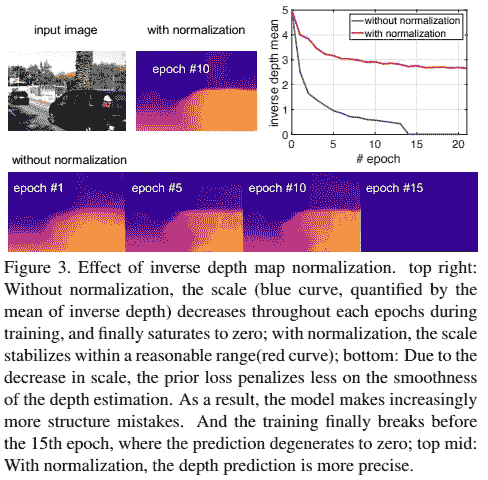 input image
with normalization
epoch #10
inverse depth mean
5
4
3
2
1
0
0
5
10
15
20
# epoch
without normalization
with normalization
without normalization
epoch #1
epoch #5
epoch #10
epoch #15
Figure 3. Effect of inverse depth map normalization. top right:
Without normalization, the scale (blue curve, quantified by the
mean of inverse depth) decreases throughout each epochs during
training, and finally saturates to zero; with normalization, the scale
stabilizes within a reasonable range(red curve); bottom: Due to the
decrease in scale, the prior loss penalizes less on the smoothness
of the depth estimation. As a result, the model makes increasingly
more structure mistakes. And the training finally breaks before
the 15th epoch, where the prediction degenerates to zero; top mid:
With normalization, the depth prediction is more precise.